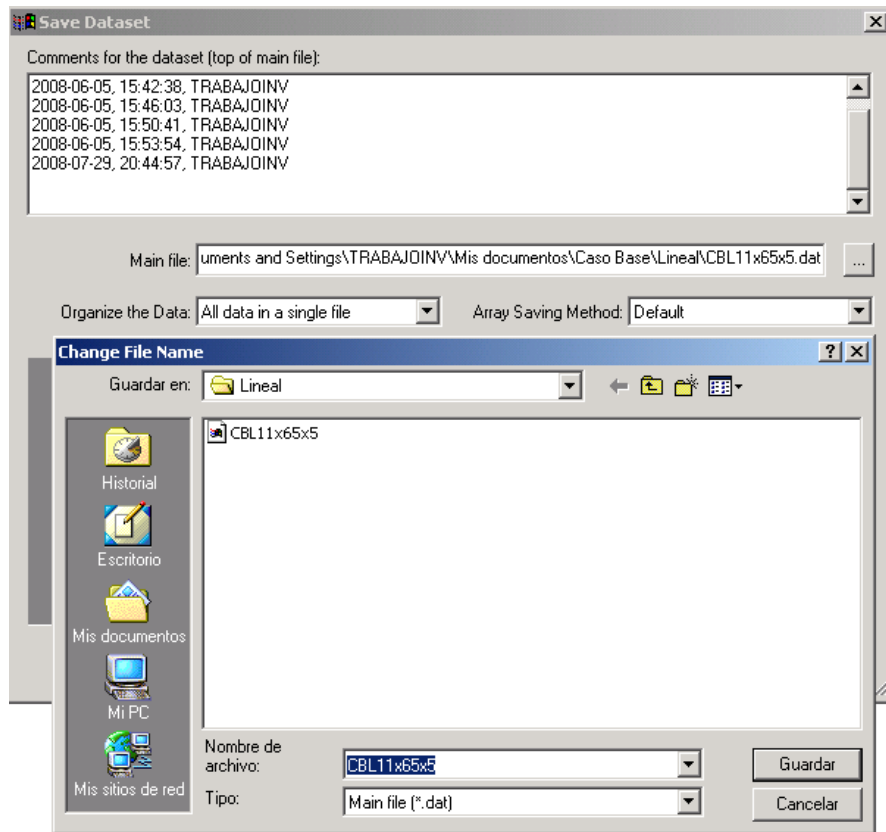 Save Dataset
Comments for the dataset (top of main file):
2008-06-05, 15:42:38, TRABAJOINV
2008-06-05, 15:46:03, TRABAJOINV
2008-06-05, 15:50:41, TRABAJOINV
2008-06-05, 15:53:54, TRABAJOINV
2008-07-29, 20:44:57, TRABAJOINV
Main file: uments and Settings\TRABAJOINV\Mis documentos\Caso Base\Lineal\CBL11x65x5.dat ...
Organize the Data: All data in a single file Array Saving Method: Default
Change File Name
Guardar en: Lineal
CBL11x65x5
Historial
Escritorio
Mis documentos
Mi PC
Mis sitios de red
Nombre de
archivo: CBL11x65x5 Guardar
Tipo: Main file (*.dat) Cancelar